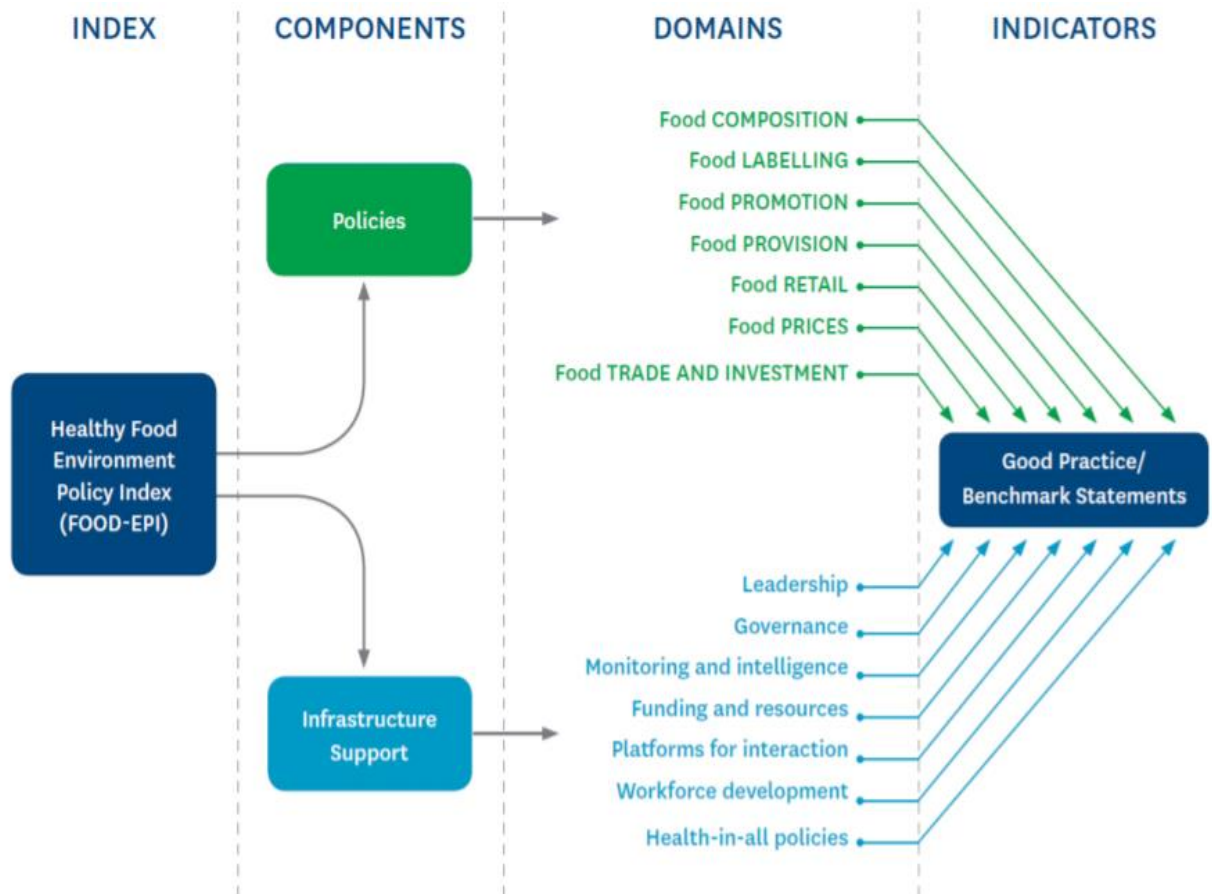 INDEX
COMPONENTS
DOMAINS
INDICATORS
Healthy Food
Environment
Policy Index
(FOOD-EPI)
Policies
Infrastructure
Support
Food COMPOSITION
Food LABELLING
Food PROMOTION
Food PROVISION
Food RETAIL
Food PRICES
Food TRADE AND INVESTMENT
Leadership
Governance
Monitoring and intelligence
Funding and resources
Platforms for interaction
Workforce development
Health-in-all policies
Good Practice/
Benchmark Statements